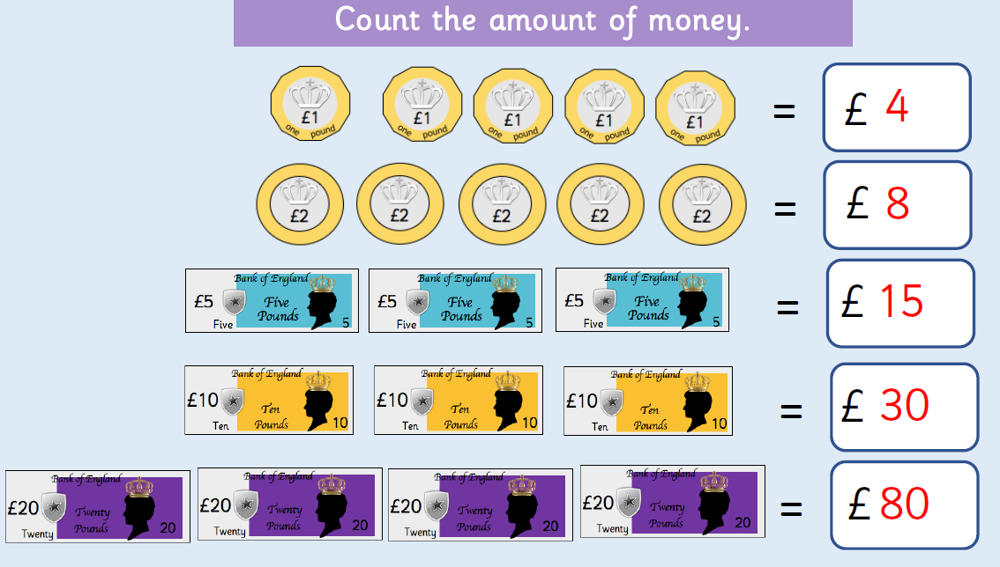 Count the amount of money.
£1 £1 £1 £1 £1 = £ 4
one pound one pound one pound one pound one pound
£2 £2 £2 £2 £2 = £ 8
Bank of England Bank of England Bank of England
£5 Five £5 Five £5 Five = £ 15
Pounds Pounds Pounds
Five 5 Five 5 Five 5
Bank of England Bank of England Bank of England
£10 Ten £10 Ten £10 Ten = £ 30
Ten Pounds 10 Ten Pounds 10 Ten Pounds 10
Bank of England Bank of England Bank of England Bank of England
£20 Twenty £20 Twenty £20 Twenty £20 Twenty = £ 80
Twenty Pounds 20 Twenty Pounds 20 Twenty Pounds 20 Twenty Pounds 20